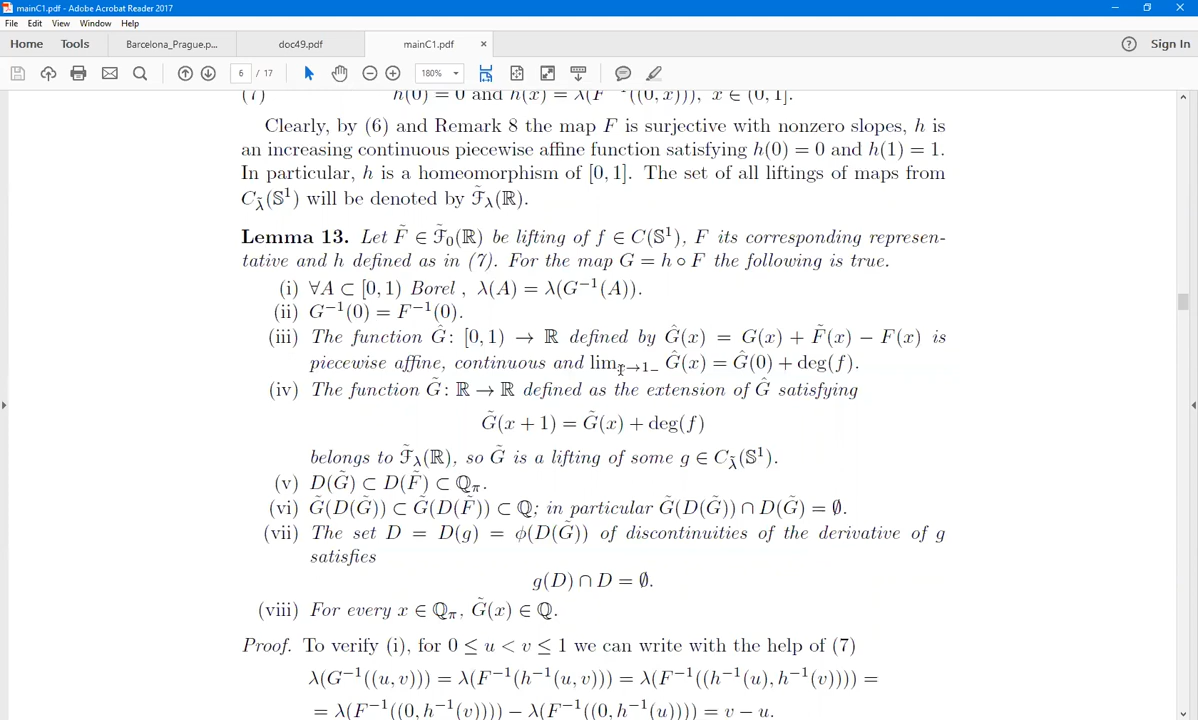 mainC1.pdf - Adobe Acrobat Reader 2017
File Edit View Window Help
Home Tools Barcelona_Prague.p... doc49.pdf mainC1.pdf × ? Sign In
6 / 17 180%
(7) h(0) = 0 and h(x) = λ(F⁻¹((0, x))), x ∈ (0, 1].
Clearly, by (6) and Remark 8 the map F is surjective with nonzero slopes, h is
an increasing continuous piecewise affine function satisfying h(0) = 0 and h(1) = 1.
In particular, h is a homeomorphism of [0, 1]. The set of all liftings of maps from
C_λ̃(𝕊¹) will be denoted by ℱ̃_λ(ℝ).
Lemma 13. Let F̃ ∈ ℱ̃₀(ℝ) be lifting of f ∈ C(𝕊¹), F its corresponding represen-
tative and h defined as in (7). For the map G = h ∘ F the following is true.
(i) ∀A ⊂ [0, 1) Borel , λ(A) = λ(G⁻¹(A)).
(ii) G⁻¹(0) = F⁻¹(0).
(iii) The function Ĝ: [0, 1) → ℝ defined by Ĝ(x) = G(x) + F̃(x) − F(x) is
piecewise affine, continuous and lim_x→1₋ Ĝ(x) = Ĝ(0) + deg(f).
(iv) The function G̃: ℝ → ℝ defined as the extension of Ĝ satisfying
G̃(x + 1) = G̃(x) + deg(f)
belongs to ℱ̃_λ(ℝ), so G̃ is a lifting of some g ∈ C_λ̃(𝕊¹).
(v) D(G̃) ⊂ D(F̃) ⊂ ℚ_π.
(vi) G̃(D(G̃)) ⊂ G̃(D(F̃)) ⊂ ℚ; in particular G̃(D(G̃)) ∩ D(G̃) = ∅.
(vii) The set D = D(g) = ϕ(D(G̃)) of discontinuities of the derivative of g
satisfies
g(D) ∩ D = ∅.
(viii) For every x ∈ ℚ_π, G̃(x) ∈ ℚ.
Proof. To verify (i), for 0 ≤ u < v ≤ 1 we can write with the help of (7)
λ(G⁻¹((u, v))) = λ(F⁻¹(h⁻¹(u, v))) = λ(F⁻¹((h⁻¹(u), h⁻¹(v)))) =
= λ(F⁻¹((0, h⁻¹(v)))) − λ(F⁻¹((0, h⁻¹(u)))) = v − u.